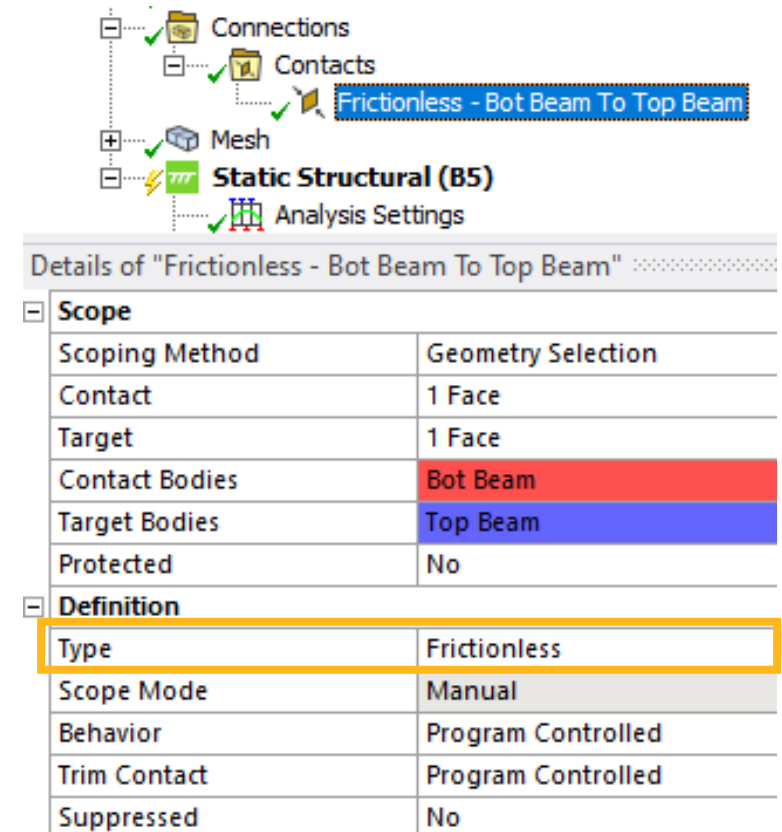 Connections
Contacts
Frictionless - Bot Beam To Top Beam
Mesh
Static Structural (B5)
Analysis Settings
Details of "Frictionless - Bot Beam To Top Beam"
Scope
Scoping Method Geometry Selection
Contact 1 Face
Target 1 Face
Contact Bodies Bot Beam
Target Bodies Top Beam
Protected No
Definition
Type Frictionless
Scope Mode Manual
Behavior Program Controlled
Trim Contact Program Controlled
Suppressed No